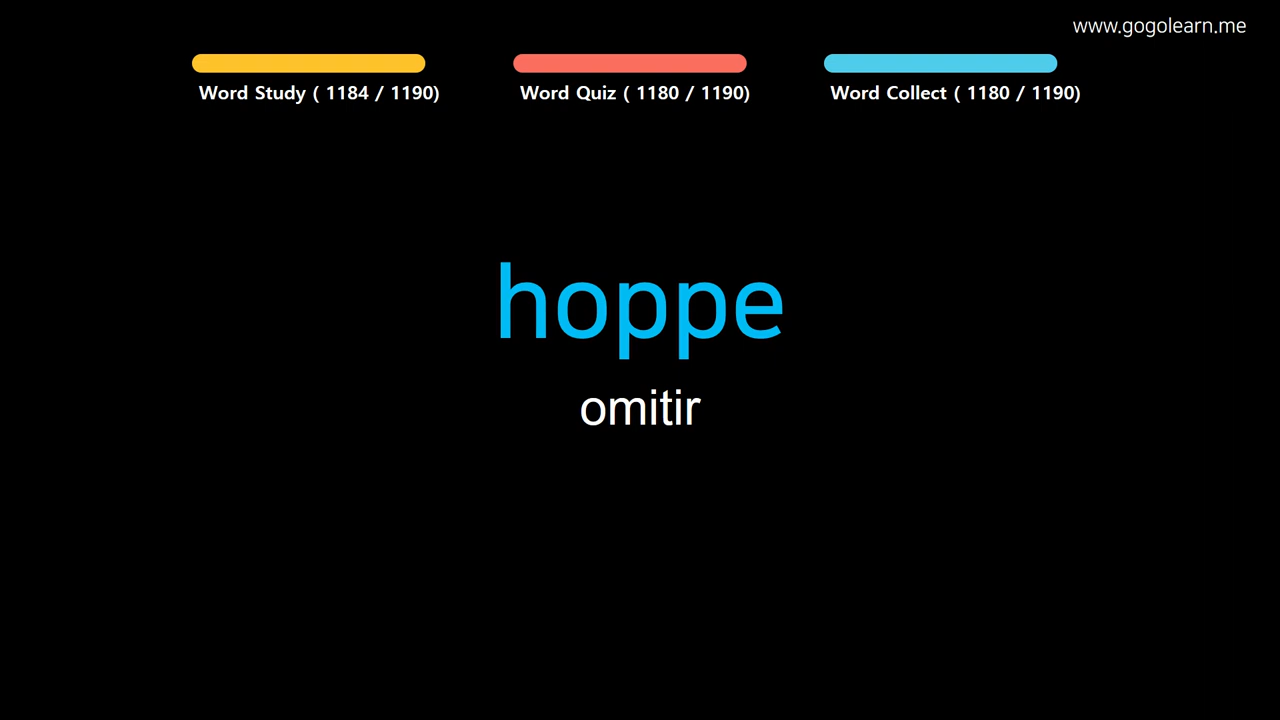 www.gogolearn.me
Word Study ( 1184 / 1190)
Word Quiz ( 1180 / 1190)
Word Collect ( 1180 / 1190)
hoppe
omitir